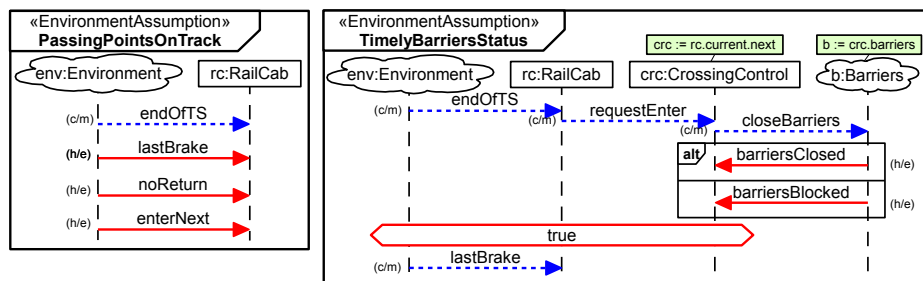 «EnvironmentAssumption»
PassingPointsOnTrack
env:Environment
rc:RailCab
(c/m)
endOfTS
(h/e)
lastBrake
(h/e)
noReturn
(h/e)
enterNext
«EnvironmentAssumption»
TimelyBarriersStatus
crc := rc.current.next
b := crc.barriers
env:Environment
rc:RailCab
crc:CrossingControl
b:Barriers
(c/m)
endOfTS
(c/m)
requestEnter
(c/m)
closeBarriers
alt
barriersClosed
(h/e)
barriersBlocked
(h/e)
true
(c/m)
lastBrake